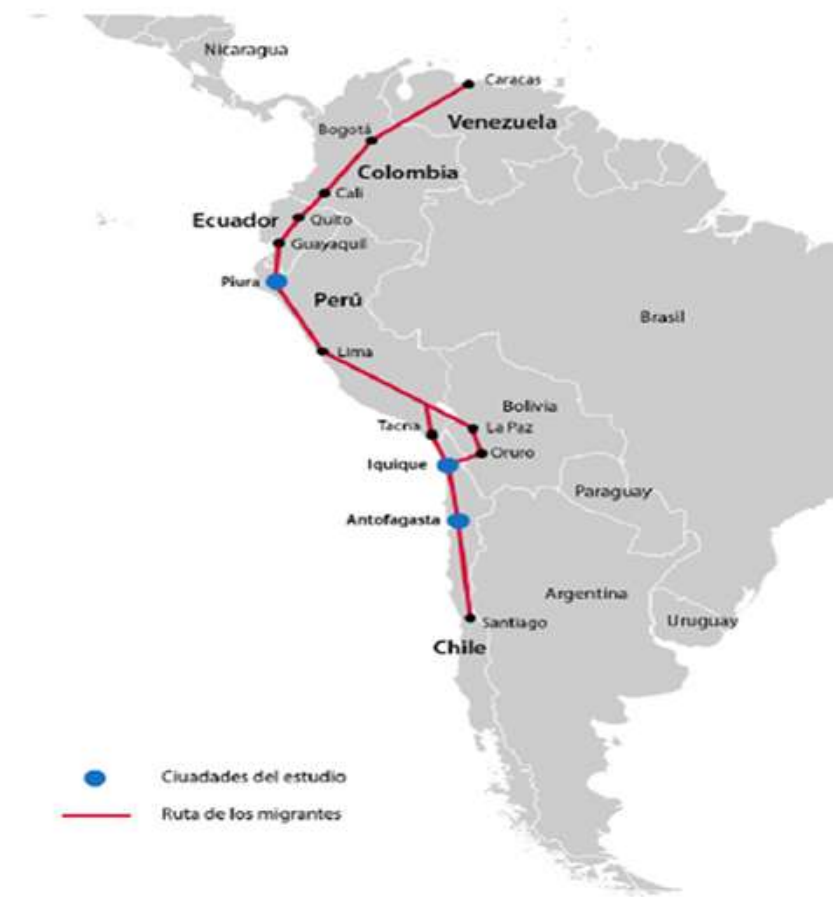 Nicaragua
Caracas
Venezuela
Bogotá
Colombia
Cali
Ecuador
Quito
Guayaquil
Piura
Perú
Brasil
Lima
Bolivia
Tacna
La Paz
Oruro
Iquique
Paraguay
Antofagasta
Argentina
Santiago
Uruguay
Chile
Ciuadades del estudio
Ruta de los migrantes